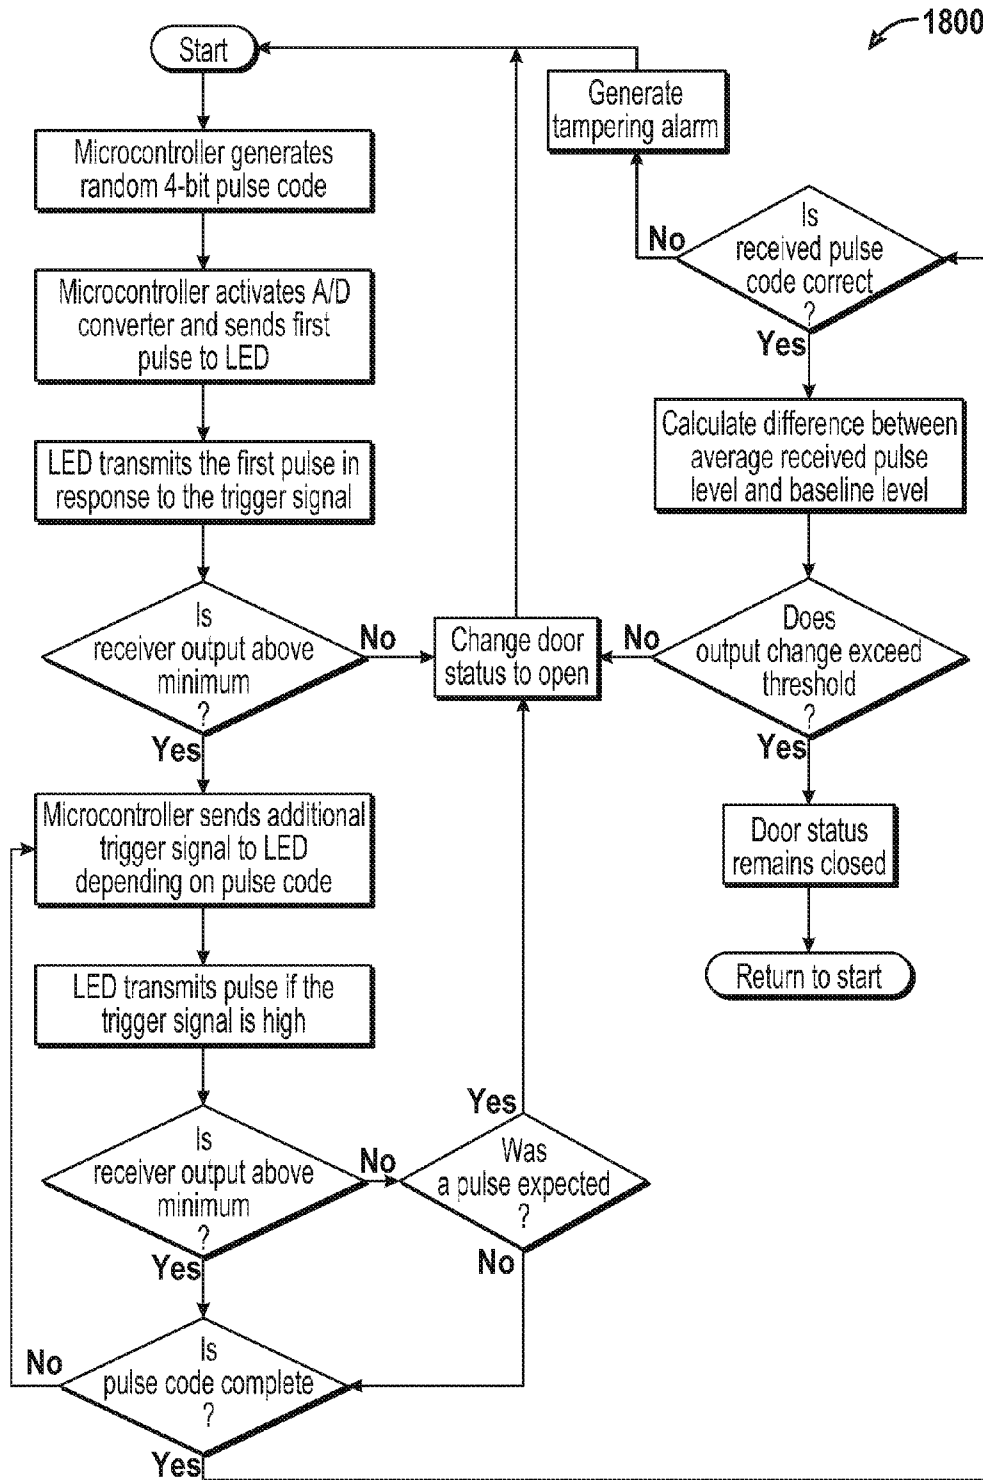 1800
Start
Microcontroller generates
random 4-bit pulse code
Microcontroller activates A/D
converter and sends first
pulse to LED
LED transmits the first pulse in
response to the trigger signal
Is
receiver output above
minimum
?
No
Yes
Change door
status to open
Microcontroller sends additional
trigger signal to LED
depending on pulse code
LED transmits pulse if the
trigger signal is high
Is
receiver output above
minimum
?
No
Yes
Was
a pulse expected
?
Yes
No
Is
pulse code complete
?
No
Yes
Generate
tampering alarm
Is
received pulse
code correct
?
No
Yes
Calculate difference between
average received pulse
level and baseline level
Does
output change exceed
threshold
?
No
Yes
Door status
remains closed
Return to start